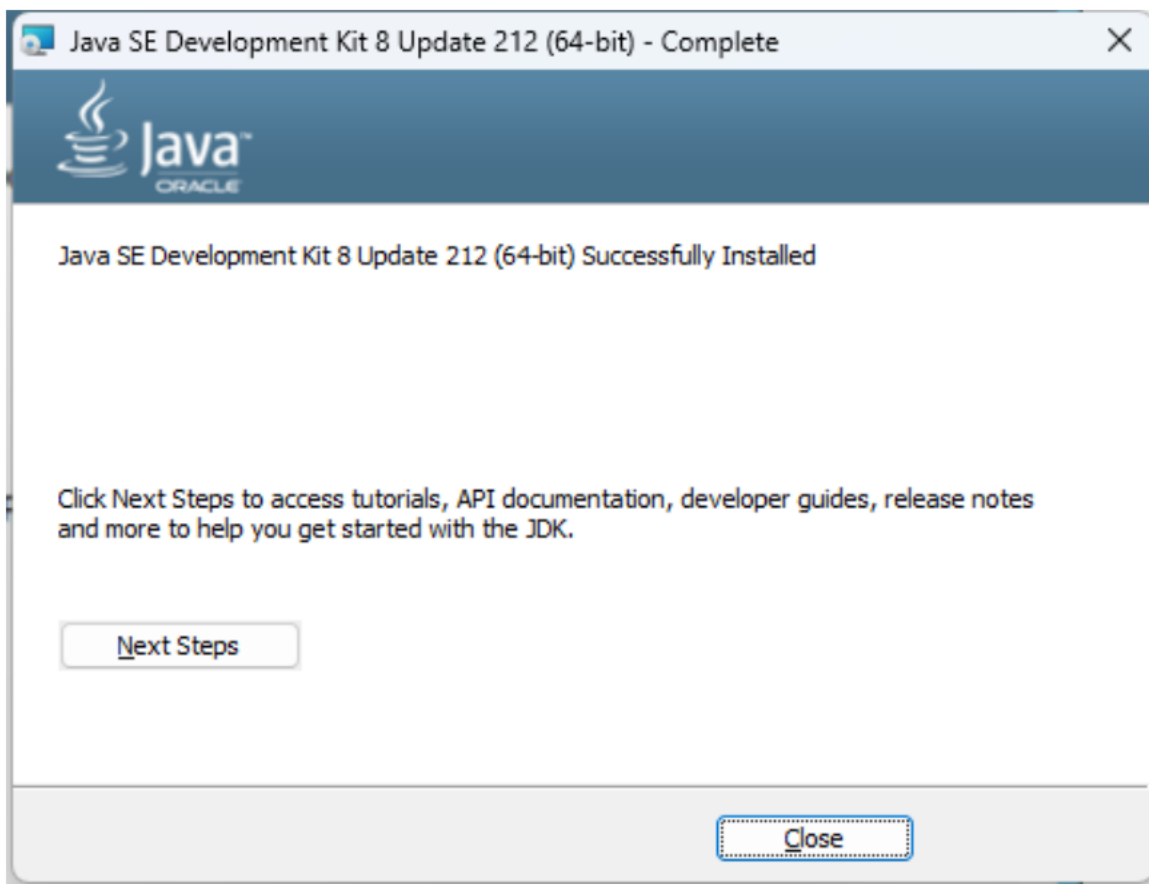 Java SE Development Kit 8 Update 212 (64-bit) - Complete
Java™
ORACLE
Java SE Development Kit 8 Update 212 (64-bit) Successfully Installed
Click Next Steps to access tutorials, API documentation, developer guides, release notes
and more to help you get started with the JDK.
Next Steps
Close